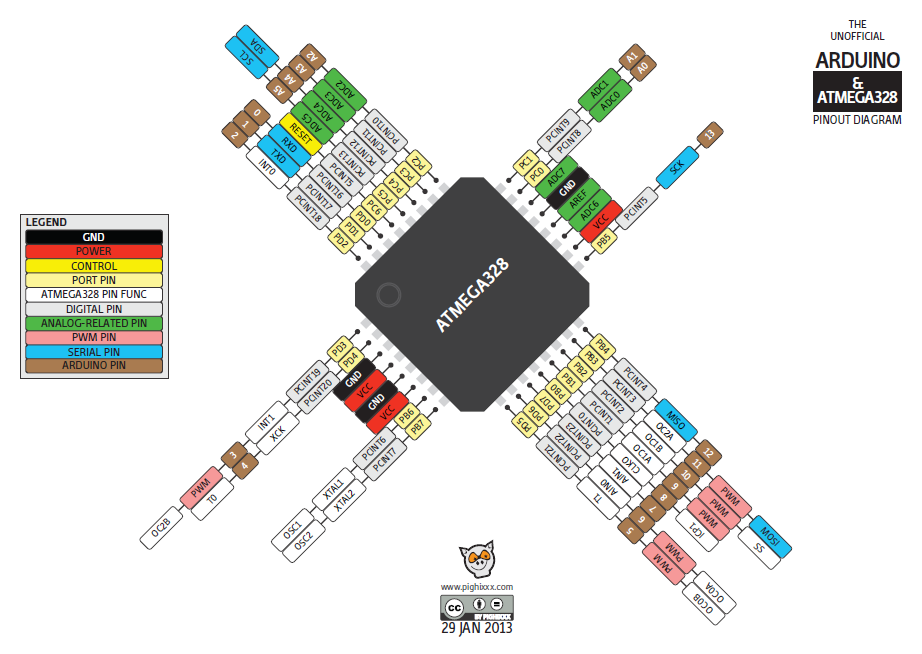 THE
UNOFFICIAL
ARDUINO
&
ATMEGA328
PINOUT DIAGRAM
LEGEND
GND
POWER
CONTROL
PORT PIN
ATMEGA328 PIN FUNC
DIGITAL PIN
ANALOG-RELATED PIN
PWM PIN
SERIAL PIN
ARDUINO PIN
ATMEGA328
PC2 PCINT10 ADC2 A2
PC3 PCINT11 ADC3 A3
PC4 PCINT12 ADC4 A4 SDA
PC5 PCINT13 ADC5 A5 SCL
PC6 PCINT14 RESET
PD0 PCINT16 RXD 0
PD1 PCINT17 TXD 1
PD2 PCINT18 INT0 2
PC1 PCINT9 ADC1 A1
PC0 PCINT8 ADC0 A0
ADC7
GND
AREF
ADC6
VCC
PB5 PCINT5 SCK 13
PD3 PCINT19 INT1 3 PWM OC2B
PD4 PCINT20 XCK 4 T0
GND
VCC
GND
VCC
PB6 PCINT6 XTAL1 OSC1
PB7 PCINT7 XTAL2 OSC2
PB4 PCINT4 MISO 12
PB3 PCINT3 OC2A 11 PWM MOSI
PB2 PCINT2 OC1B 10 PWM SS
PB1 PCINT1 OC1A 9 PWM
PB0 PCINT0 CLKO 8 ICP1
PD7 PCINT23 AIN1 7
PD6 PCINT22 AIN0 6 PWM OC0A
PD5 PCINT21 T1 5 PWM OC0B
www.pighixxx.com
cc
BY PIGHIXXX
29 JAN 2013